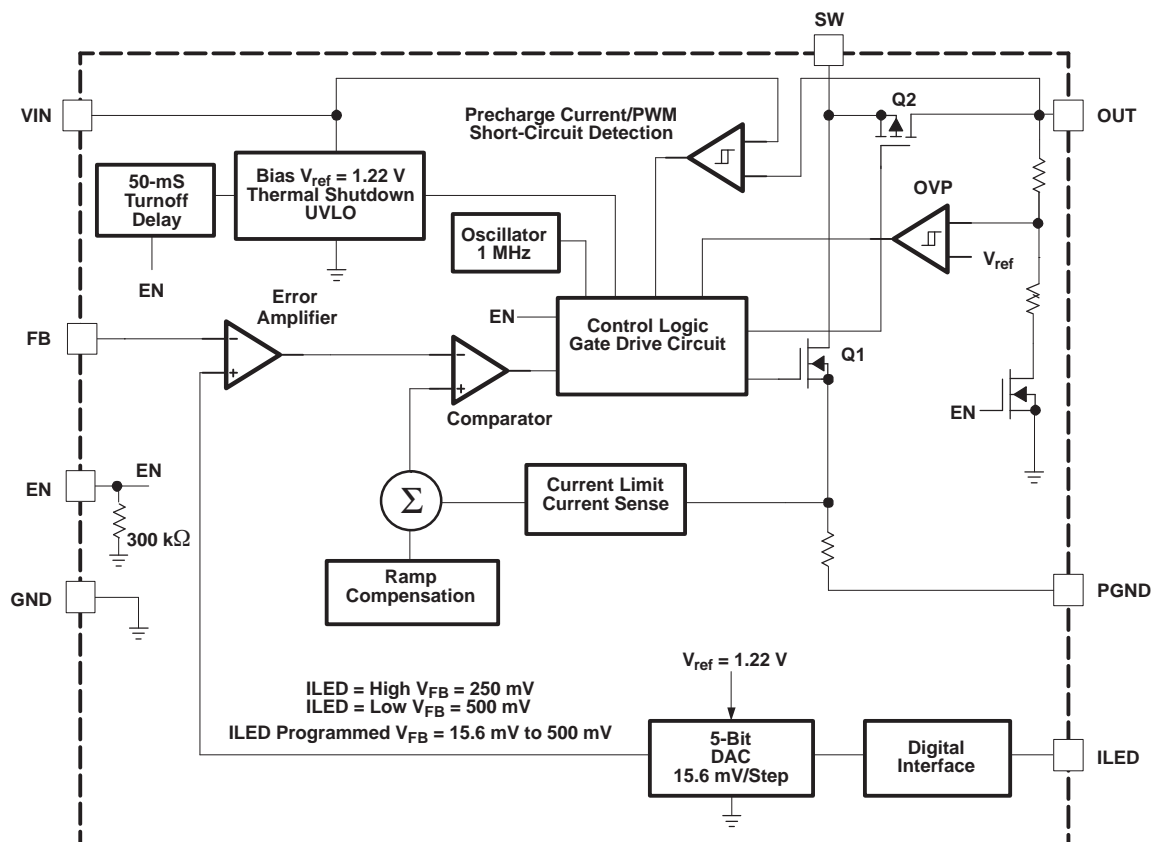 SW
VIN
Precharge Current/PWM
Short-Circuit Detection
Q2
OUT
50-mS
Turnoff
Delay
Bias Vref = 1.22 V
Thermal Shutdown
UVLO
OVP
Oscillator
1 MHz
Vref
EN
Error
Amplifier
FB
−
+
−
+
EN
Control Logic
Gate Drive Circuit
Q1
Comparator
EN
EN
EN
300 kΩ
Σ
Current Limit
Current Sense
Ramp
Compensation
GND
PGND
Vref = 1.22 V
ILED = High VFB = 250 mV
ILED = Low VFB = 500 mV
ILED Programmed VFB = 15.6 mV to 500 mV
5-Bit
DAC
15.6 mV/Step
Digital
Interface
ILED